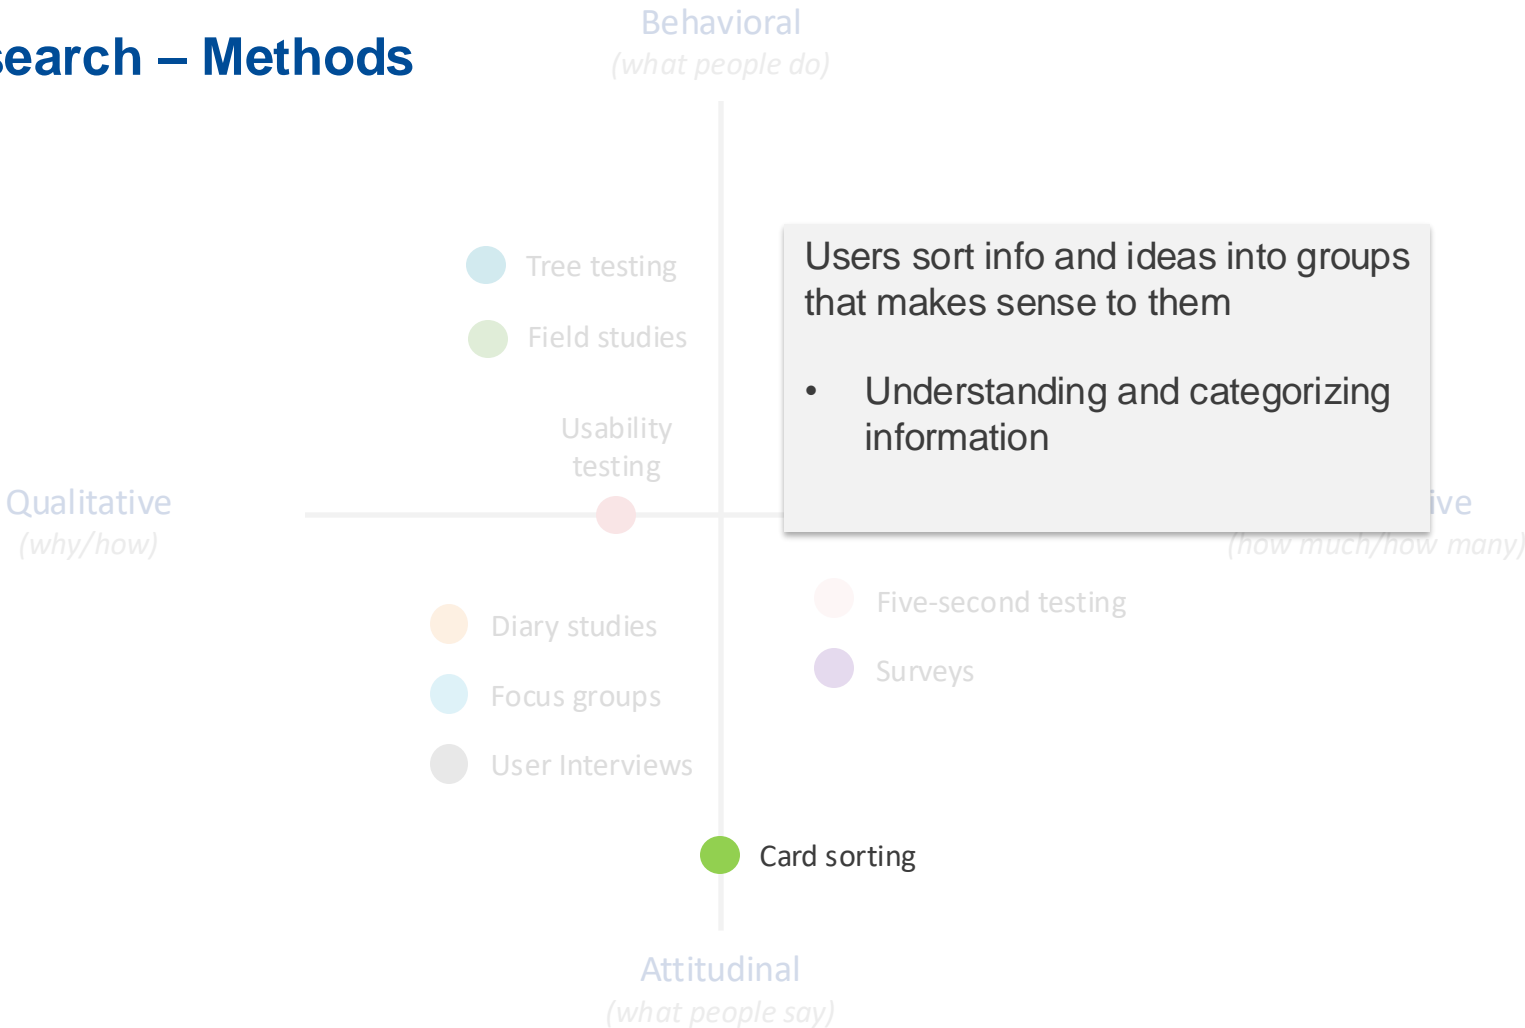 search – Methods
Behavioral
(what people do)
Tree testing
Field studies
Users sort info and ideas into groups
that makes sense to them
• Understanding and categorizing
information
Usability
testing
Qualitative
(why/how)
ive
(how much/how many)
Five-second testing
Surveys
Diary studies
Focus groups
User Interviews
Card sorting
Attitudinal
(what people say)